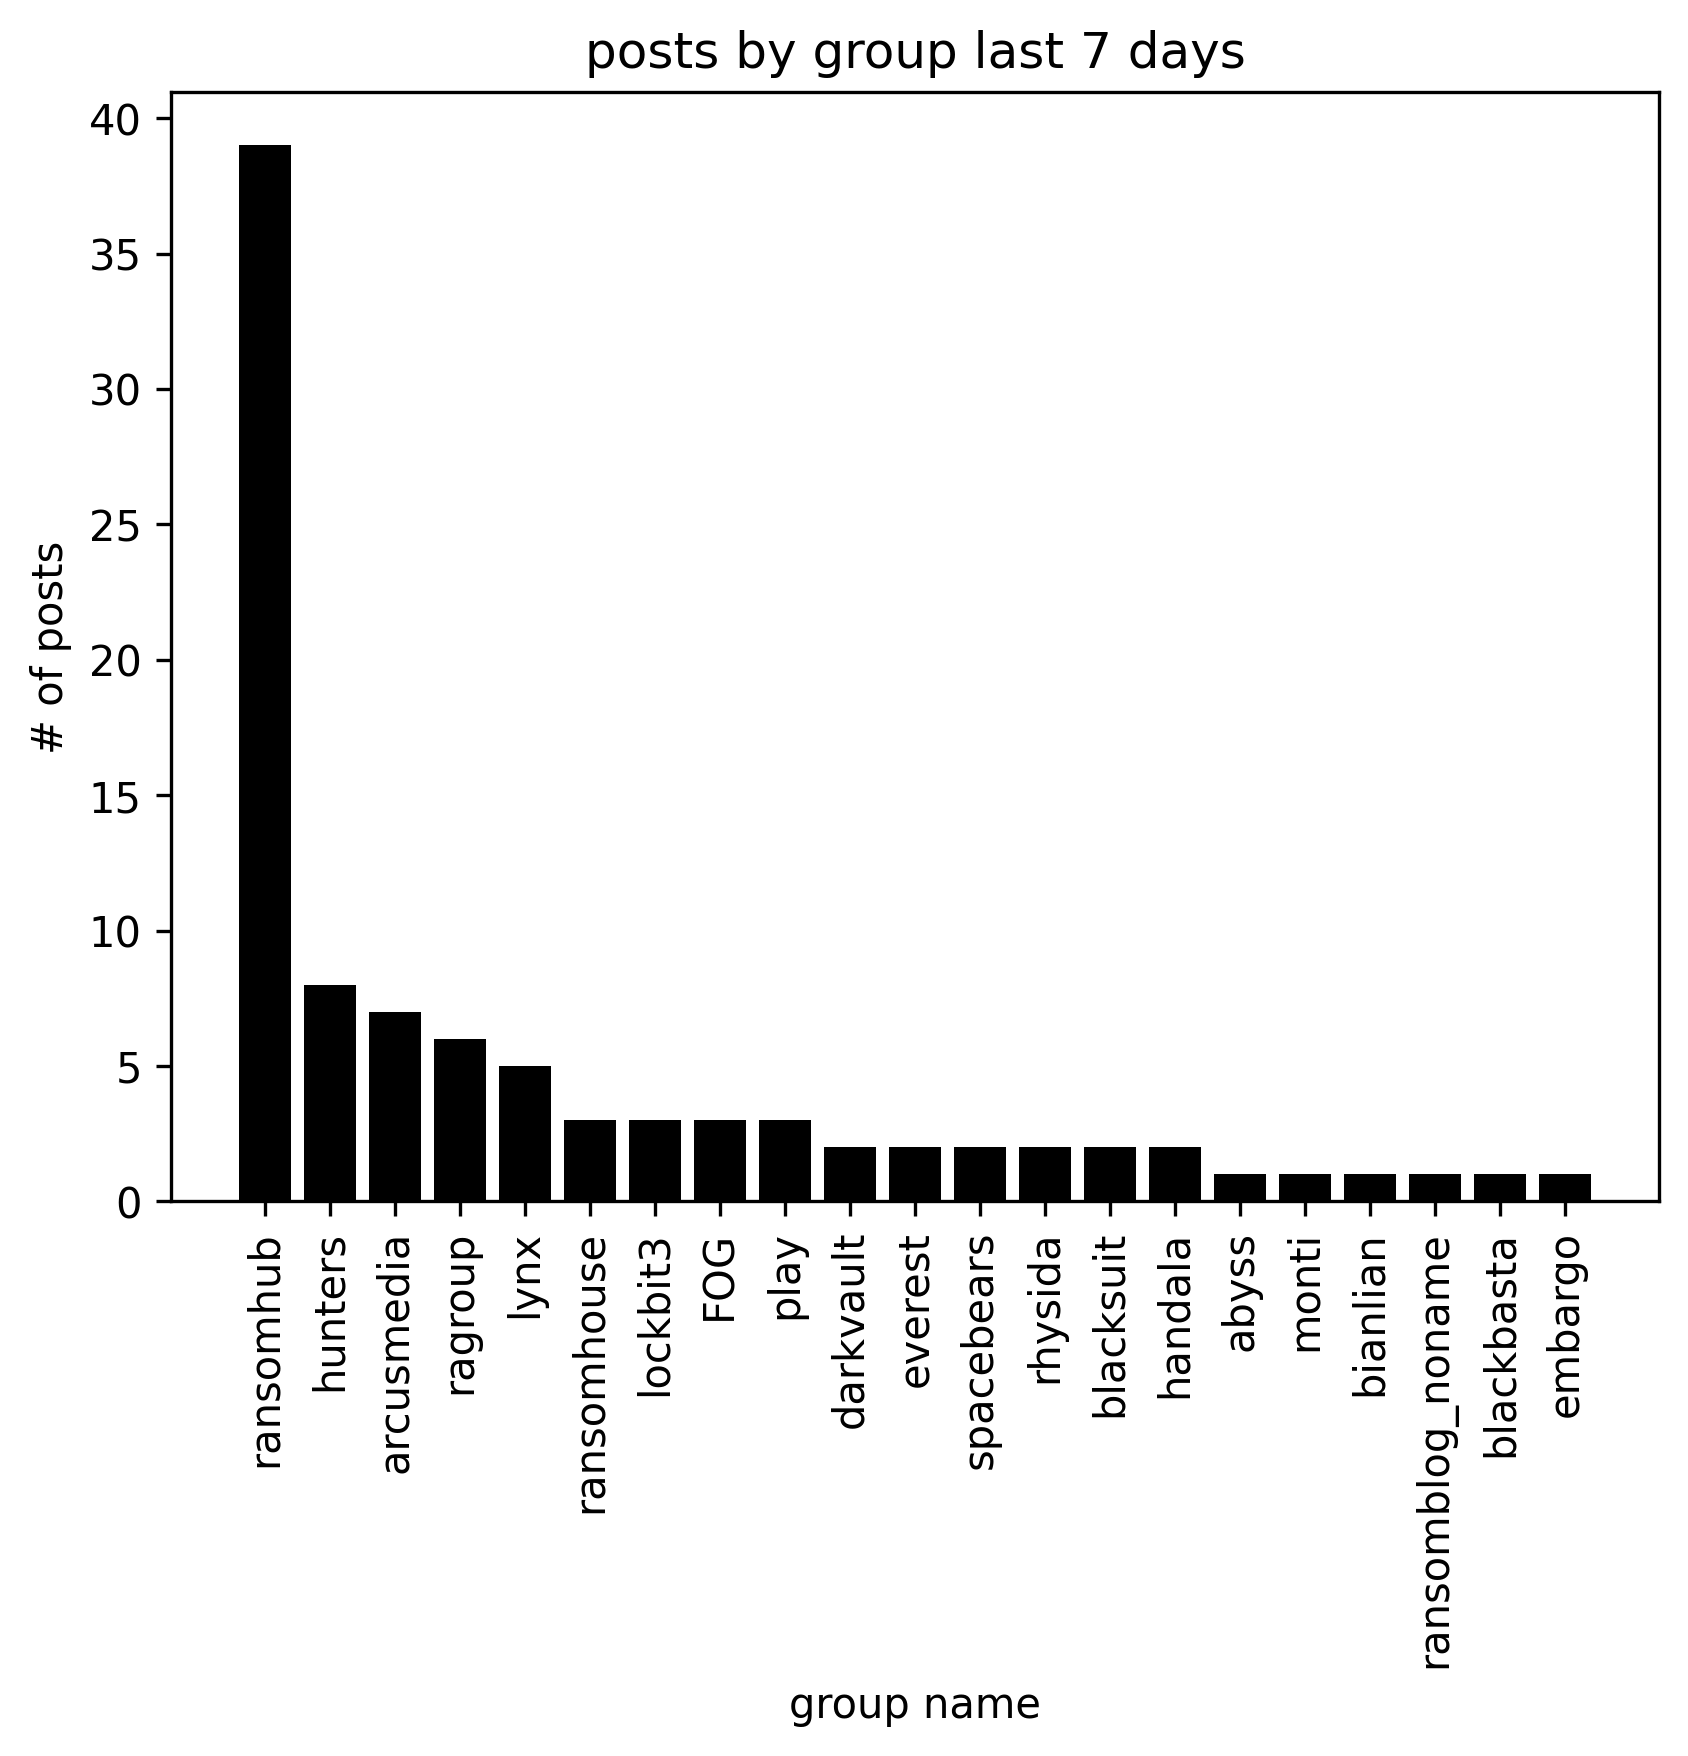 posts by group last 7 days
40
35
30
25
20
15
10
5
0
# of posts
ransomhub
hunters
arcusmedia
ragroup
lynx
ransomhouse
lockbit3
FOG
play
darkvault
everest
spacebears
rhysida
blacksuit
handala
abyss
monti
bianlian
ransomblog_noname
blackbasta
embargo
group name